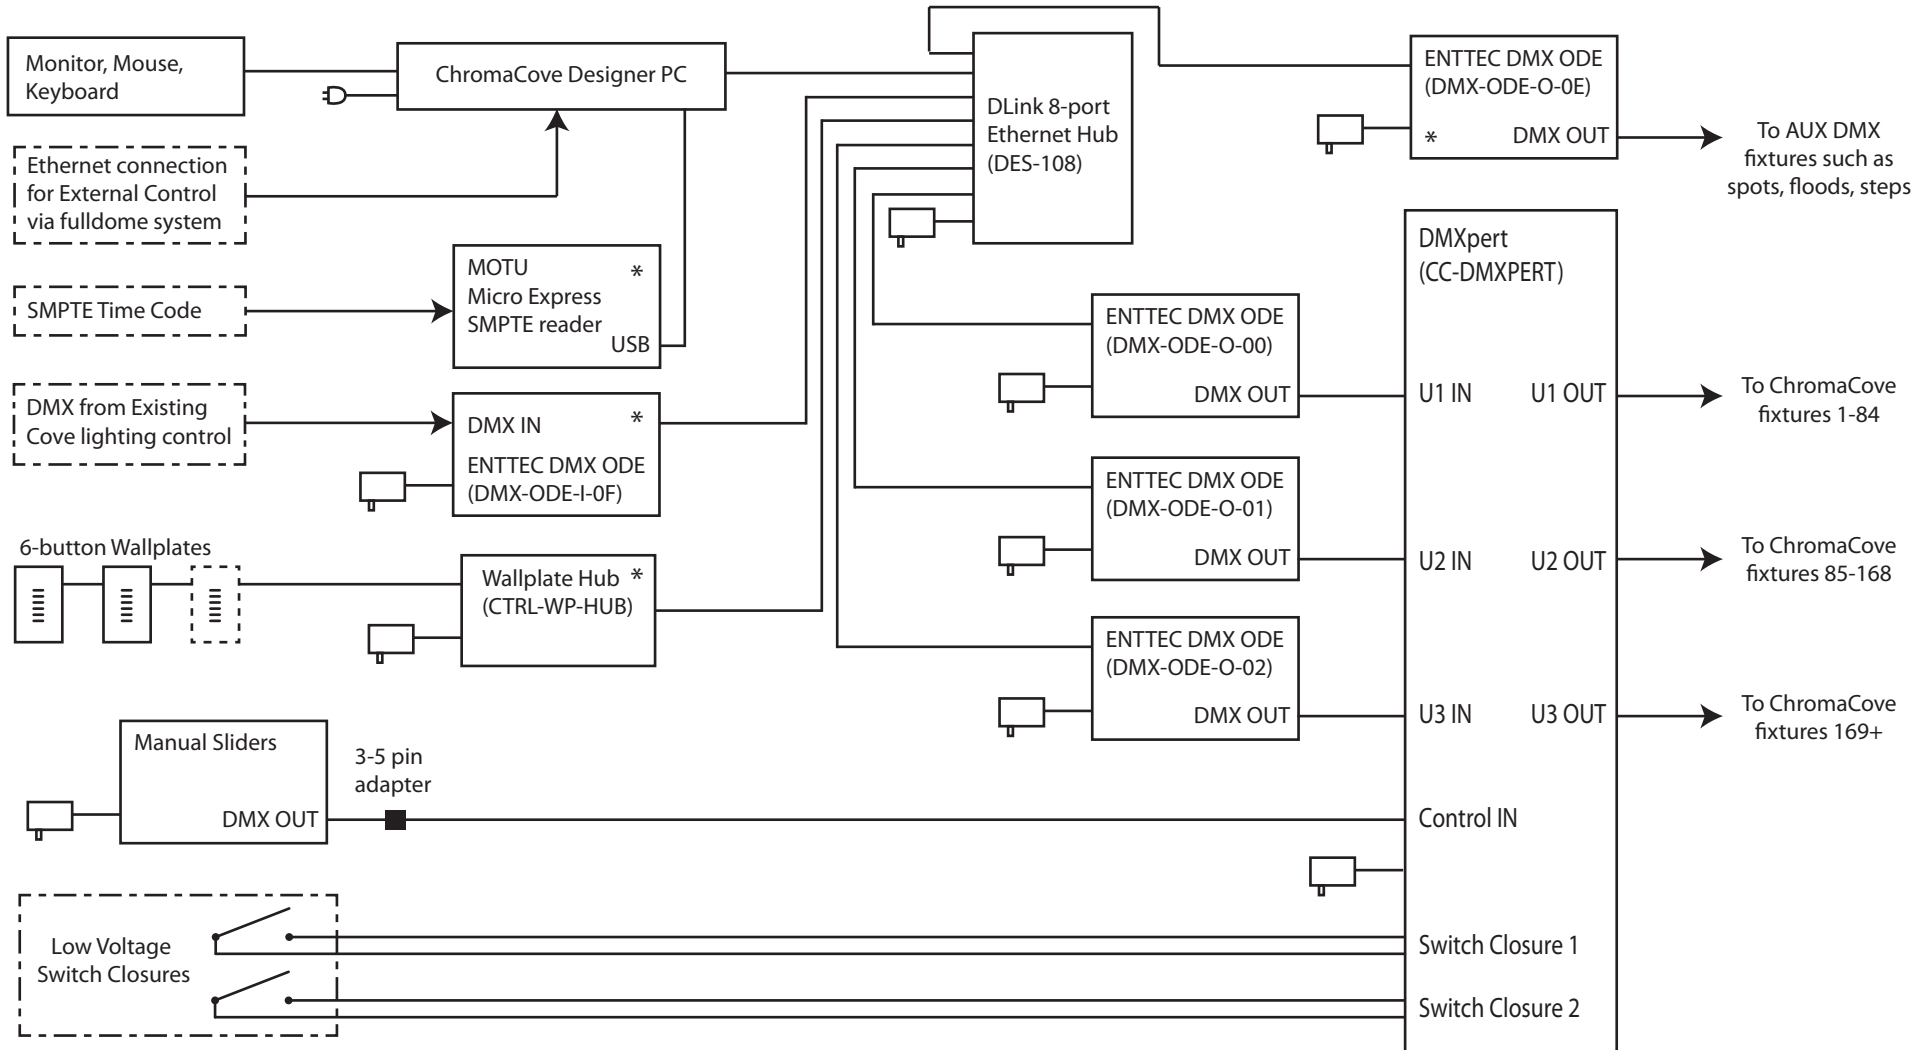 Monitor, Mouse,
Keyboard
ChromaCove Designer PC
Ethernet connection
for External Control
via fulldome system
SMPTE Time Code
MOTU *
Micro Express
SMPTE reader
USB
DMX from Existing
Cove lighting control
DMX IN *
ENTTEC DMX ODE
(DMX-ODE-I-0F)
6-button Wallplates
Wallplate Hub *
(CTRL-WP-HUB)
Manual Sliders
DMX OUT
3-5 pin
adapter
Low Voltage
Switch Closures
DLink 8-port
Ethernet Hub
(DES-108)
ENTTEC DMX ODE
(DMX-ODE-O-0E)
* DMX OUT
To AUX DMX
fixtures such as
spots, floods, steps
ENTTEC DMX ODE
(DMX-ODE-O-00)
DMX OUT
ENTTEC DMX ODE
(DMX-ODE-O-01)
DMX OUT
ENTTEC DMX ODE
(DMX-ODE-O-02)
DMX OUT
DMXpert
(CC-DMXPERT)
U1 IN U1 OUT
U2 IN U2 OUT
U3 IN U3 OUT
Control IN
Switch Closure 1
Switch Closure 2
To ChromaCove
fixtures 1-84
To ChromaCove
fixtures 85-168
To ChromaCove
fixtures 169+